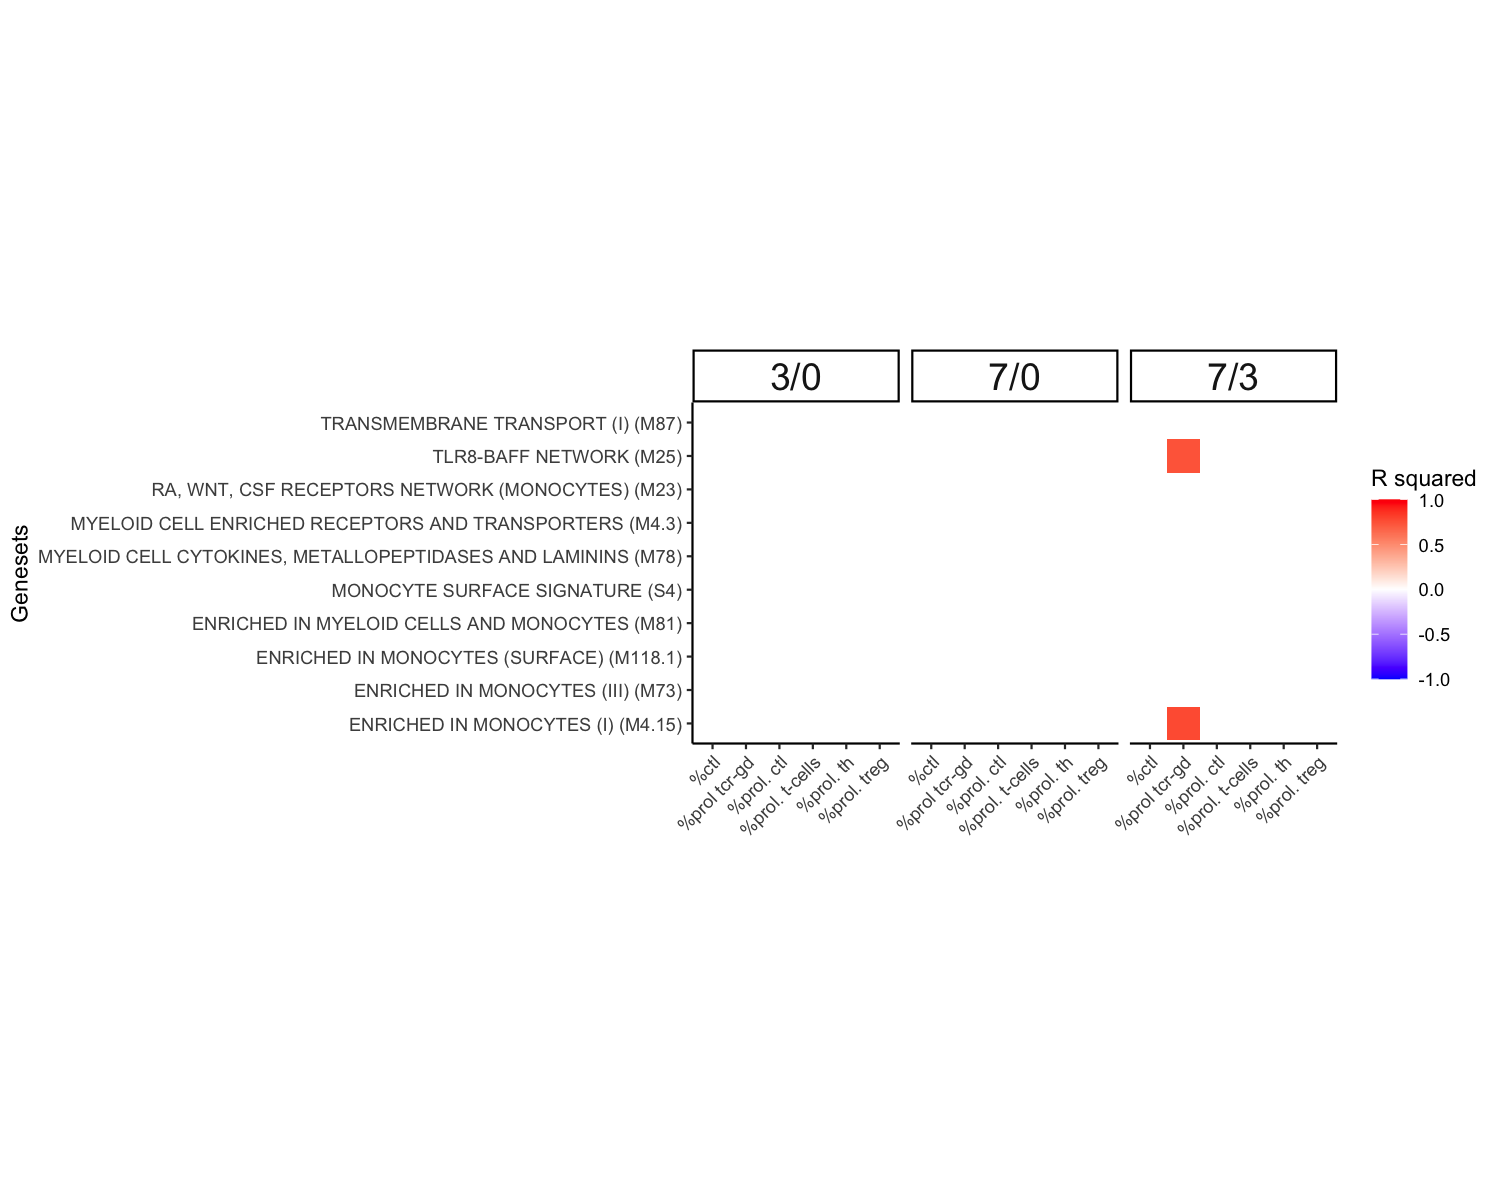 3/0
7/0
7/3
Genesets
TRANSMEMBRANE TRANSPORT (I) (M87)
TLR8-BAFF NETWORK (M25)
RA, WNT, CSF RECEPTORS NETWORK (MONOCYTES) (M23)
MYELOID CELL ENRICHED RECEPTORS AND TRANSPORTERS (M4.3)
MYELOID CELL CYTOKINES, METALLOPEPTIDASES AND LAMININS (M78)
MONOCYTE SURFACE SIGNATURE (S4)
ENRICHED IN MYELOID CELLS AND MONOCYTES (M81)
ENRICHED IN MONOCYTES (SURFACE) (M118.1)
ENRICHED IN MONOCYTES (III) (M73)
ENRICHED IN MONOCYTES (I) (M4.15)
%ctl
%prol tcr-gd
%prol. ctl
%prol. t-cells
%prol. th
%prol. treg
%ctl
%prol tcr-gd
%prol. ctl
%prol. t-cells
%prol. th
%prol. treg
%ctl
%prol tcr-gd
%prol. ctl
%prol. t-cells
%prol. th
%prol. treg
R squared
1.0
0.5
0.0
-0.5
-1.0